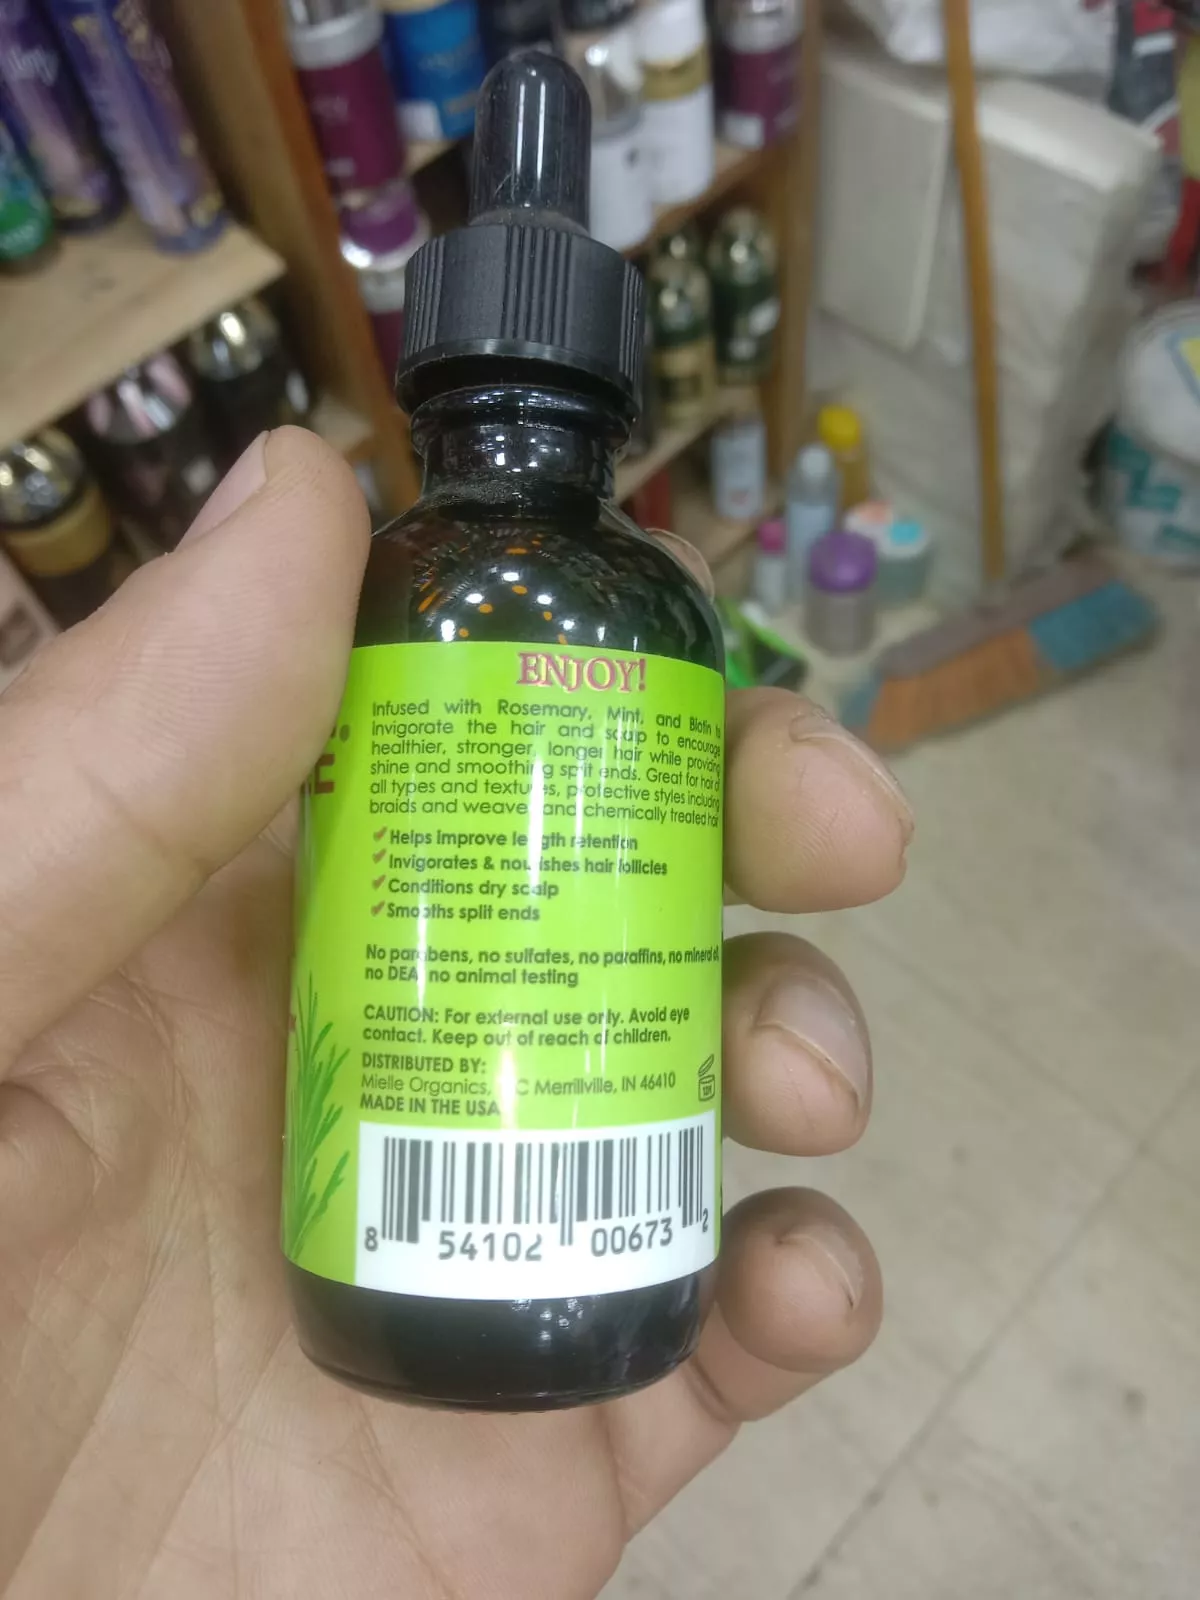 ENJOY!
Infused with Rosemary, Mint, and Biotin to
invigorate the hair and scalp to encourage
healthier, stronger, longer hair while providing
shine and smoothing split ends. Great for hair of
all types and textures, protective styles including
braids and weaves and chemically treated hair
Helps improve length retention
Invigorates & nourishes hair follicles
Conditions dry scalp
Smooths split ends
No parabens, no sulfates, no paraffins, no mineral oil,
no DEA, no animal testing
CAUTION: For external use only. Avoid eye
contact. Keep out of reach of children.
DISTRIBUTED BY:
Mielle Organics, Merrillville, IN 46410
MADE IN THE USA
8 54102 00673 2